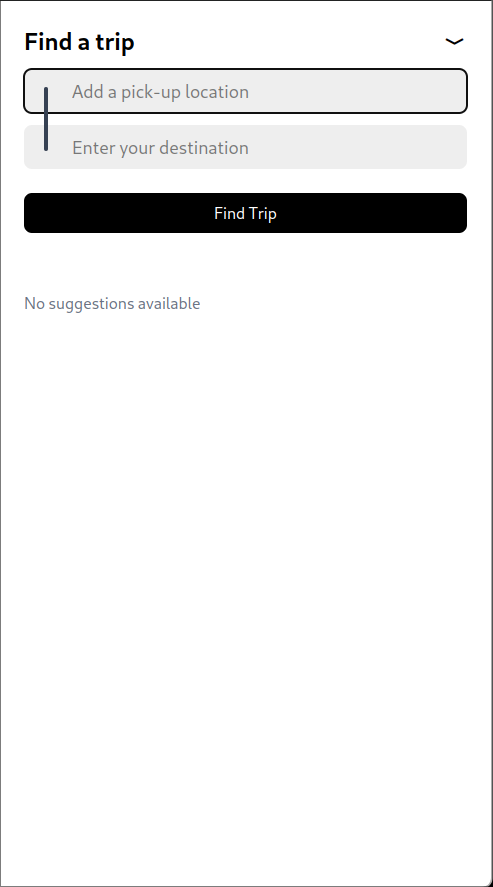 Find a trip
Add a pick-up location
Enter your destination
Find Trip
No suggestions available